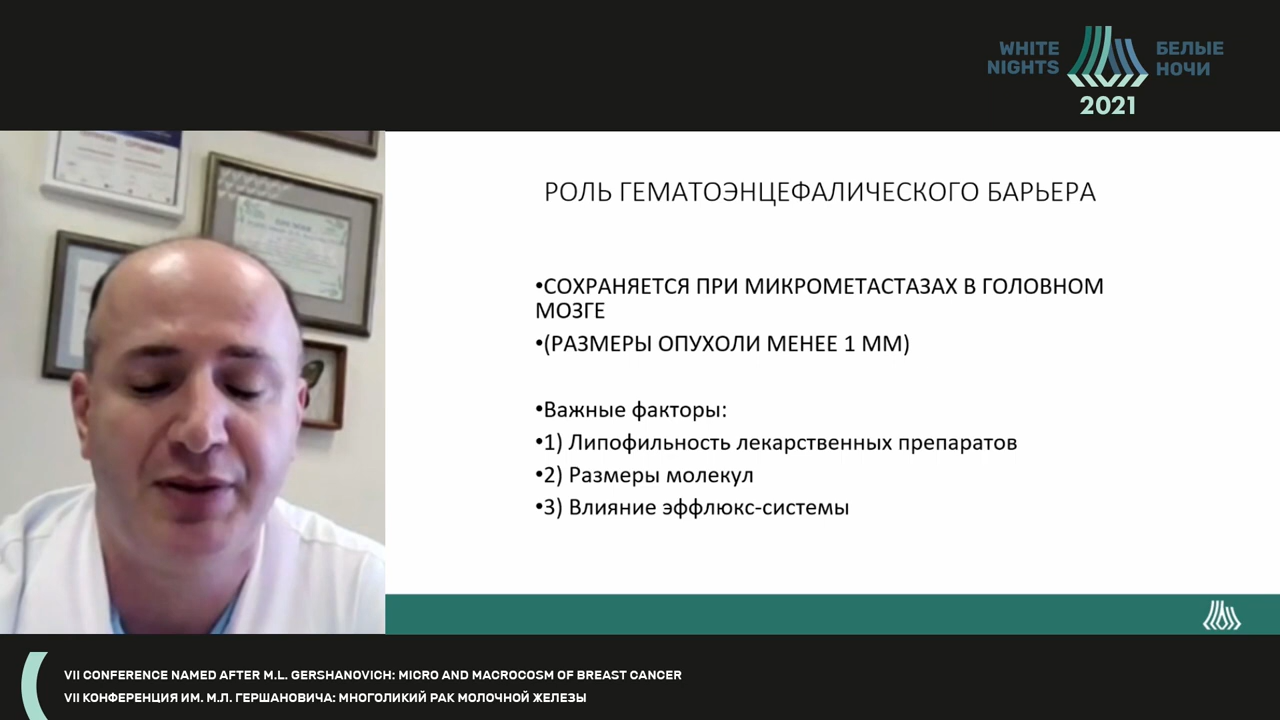 WHITE NIGHTS
БЕЛЫЕ НОЧИ
2021
РОЛЬ ГЕМАТОЭНЦЕФАЛИЧЕСКОГО БАРЬЕРА
•СОХРАНЯЕТСЯ ПРИ МИКРОМЕТАСТАЗАХ В ГОЛОВНОМ
МОЗГЕ
•(РАЗМЕРЫ ОПУХОЛИ МЕНЕЕ 1 ММ)
•Важные факторы:
•1) Липофильность лекарственных препаратов
•2) Размеры молекул
•3) Влияние эффлюкс-системы
VII CONFERENCE NAMED AFTER M.L. GERSHANOVICH: MICRO AND MACROCOSM OF BREAST CANCER
VII КОНФЕРЕНЦИЯ ИМ. М.Л. ГЕРШАНОВИЧА: МНОГОЛИКИЙ РАК МОЛОЧНОЙ ЖЕЛЕЗЫ